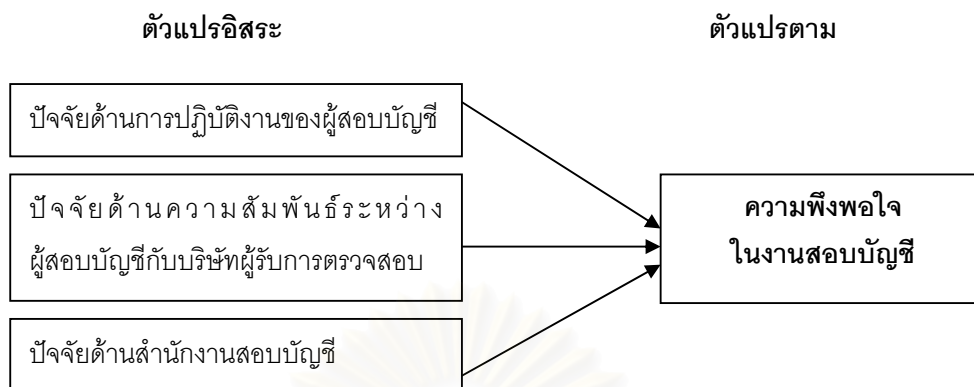 ตัวแปรอิสระ
ตัวแปรตาม
ปัจจัยด้านการปฏิบัติงานของผู้สอบบัญชี
ปัจจัยด้านความสัมพันธ์ระหว่าง
ผู้สอบบัญชีกับบริษัทผู้รับการตรวจสอบ
ปัจจัยด้านสำนักงานสอบบัญชี
ความพึงพอใจ
ในงานสอบบัญชี